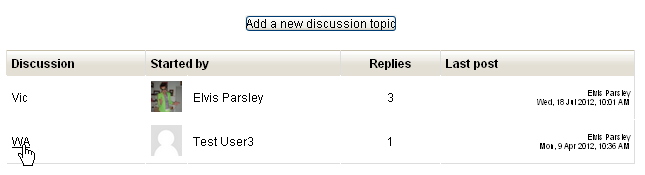 Add a new discussion topic
Discussion Started by Replies Last post
Vic Elvis Parsley 3 Elvis Parsley
Wed, 18 Jul 2012, 10:01 AM
WA Test User3 1 Elvis Parsley
Mon, 9 Apr 2012, 10:36 AM